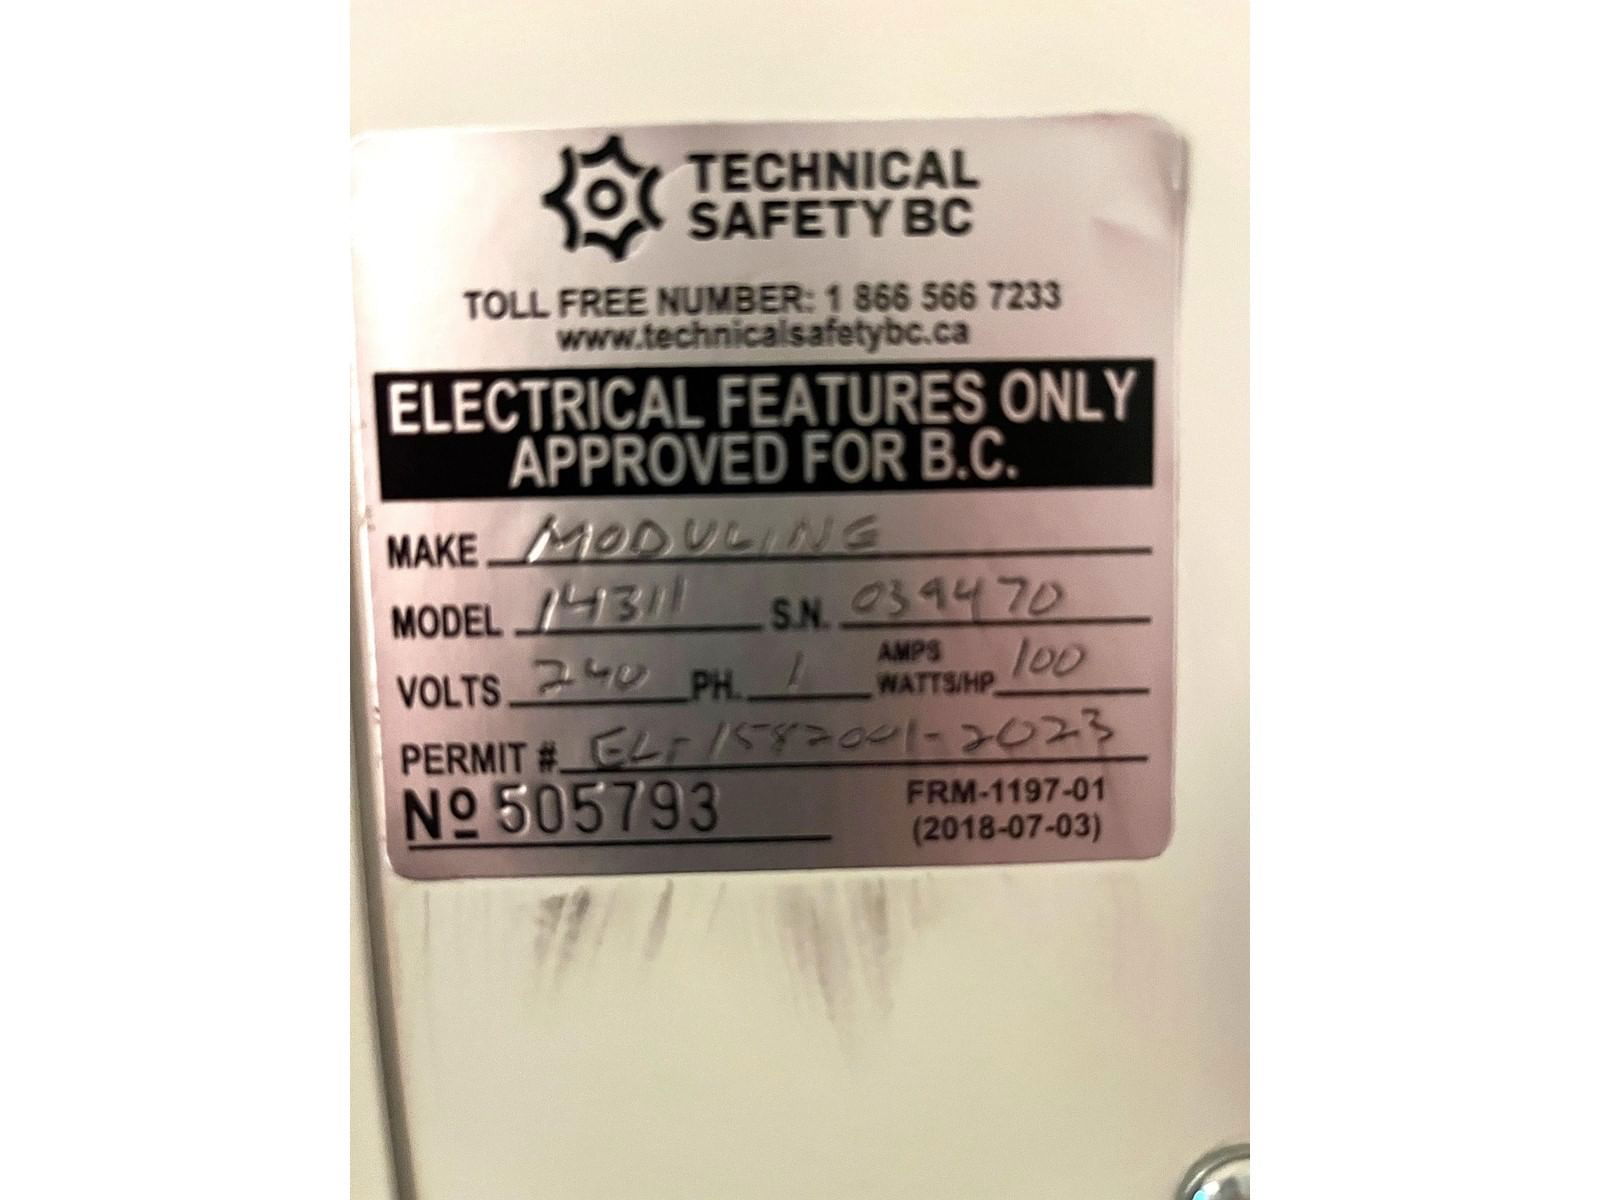 TECHNICAL
SAFETY BC
TOLL FREE NUMBER: 1 866 566 7233
www.technicalsafetybc.ca
ELECTRICAL FEATURES ONLY
APPROVED FOR B.C.
MAKE MODULINE
MODEL 14311 S.N. 039470
VOLTS 240 PH. 1 AMPS WATTS/HP 100
PERMIT # EL-1582001-2023
Nº 505793
FRM-1197-01
(2018-07-03)